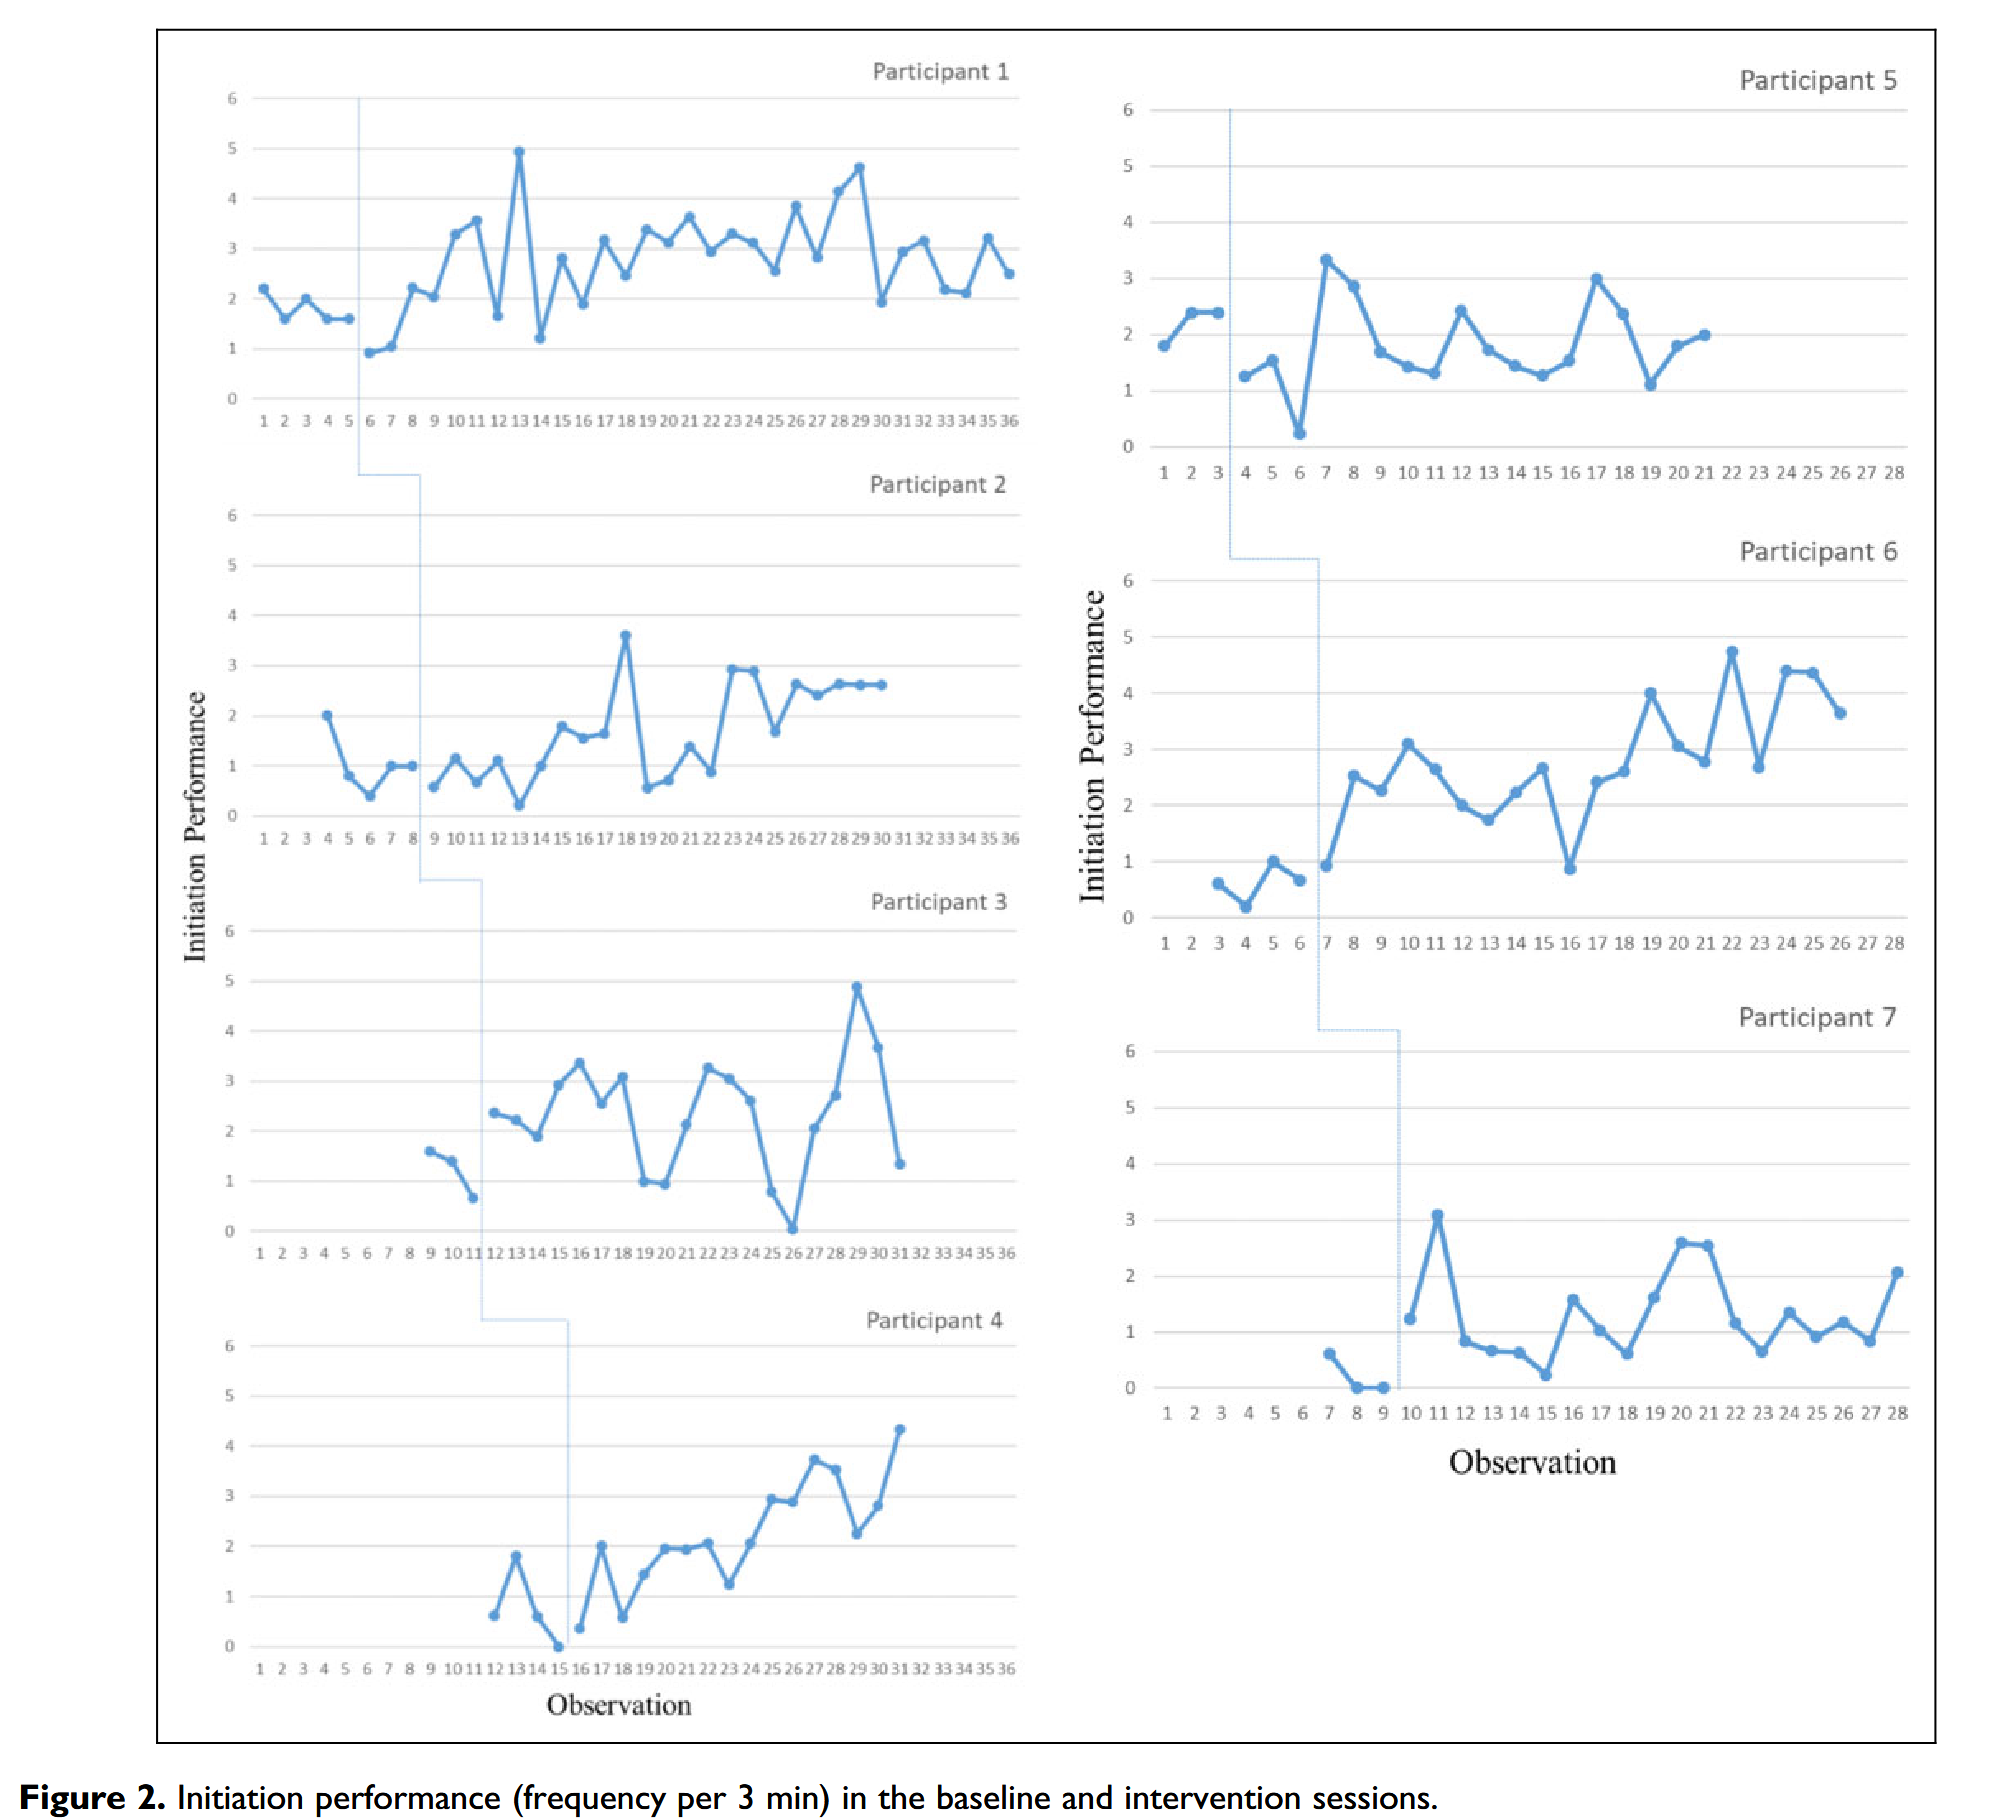 Participant 1
6
5
4
3
2
1
0
1 2 3 4 5 6 7 8 9 10 11 12 13 14 15 16 17 18 19 20 21 22 23 24 25 26 27 28 29 30 31 32 33 34 35 36
Participant 2
6
5
4
3
2
1
0
1 2 3 4 5 6 7 8 9 10 11 12 13 14 15 16 17 18 19 20 21 22 23 24 25 26 27 28 29 30 31 32 33 34 35 36
Initiation Performance
Participant 3
6
5
4
3
2
1
0
1 2 3 4 5 6 7 8 9 10 11 12 13 14 15 16 17 18 19 20 21 22 23 24 25 26 27 28 29 30 31 32 33 34 35 36
Participant 4
6
5
4
3
2
1
0
1 2 3 4 5 6 7 8 9 10 11 12 13 14 15 16 17 18 19 20 21 22 23 24 25 26 27 28 29 30 31 32 33 34 35 36
Observation
Participant 5
6
5
4
3
2
1
0
1 2 3 4 5 6 7 8 9 10 11 12 13 14 15 16 17 18 19 20 21 22 23 24 25 26 27 28
Participant 6
6
5
4
3
2
1
0
1 2 3 4 5 6 7 8 9 10 11 12 13 14 15 16 17 18 19 20 21 22 23 24 25 26 27 28
Initiation Performance
Participant 7
6
5
4
3
2
1
0
1 2 3 4 5 6 7 8 9 10 11 12 13 14 15 16 17 18 19 20 21 22 23 24 25 26 27 28
Observation
Figure 2. Initiation performance (frequency per 3 min) in the baseline and intervention sessions.